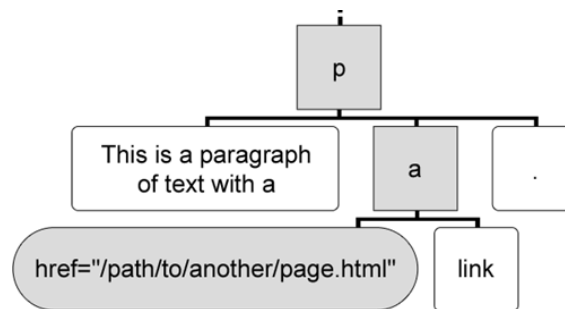 p
This is a paragraph
of text with a
a
.
href="/path/to/another/page.html"
link